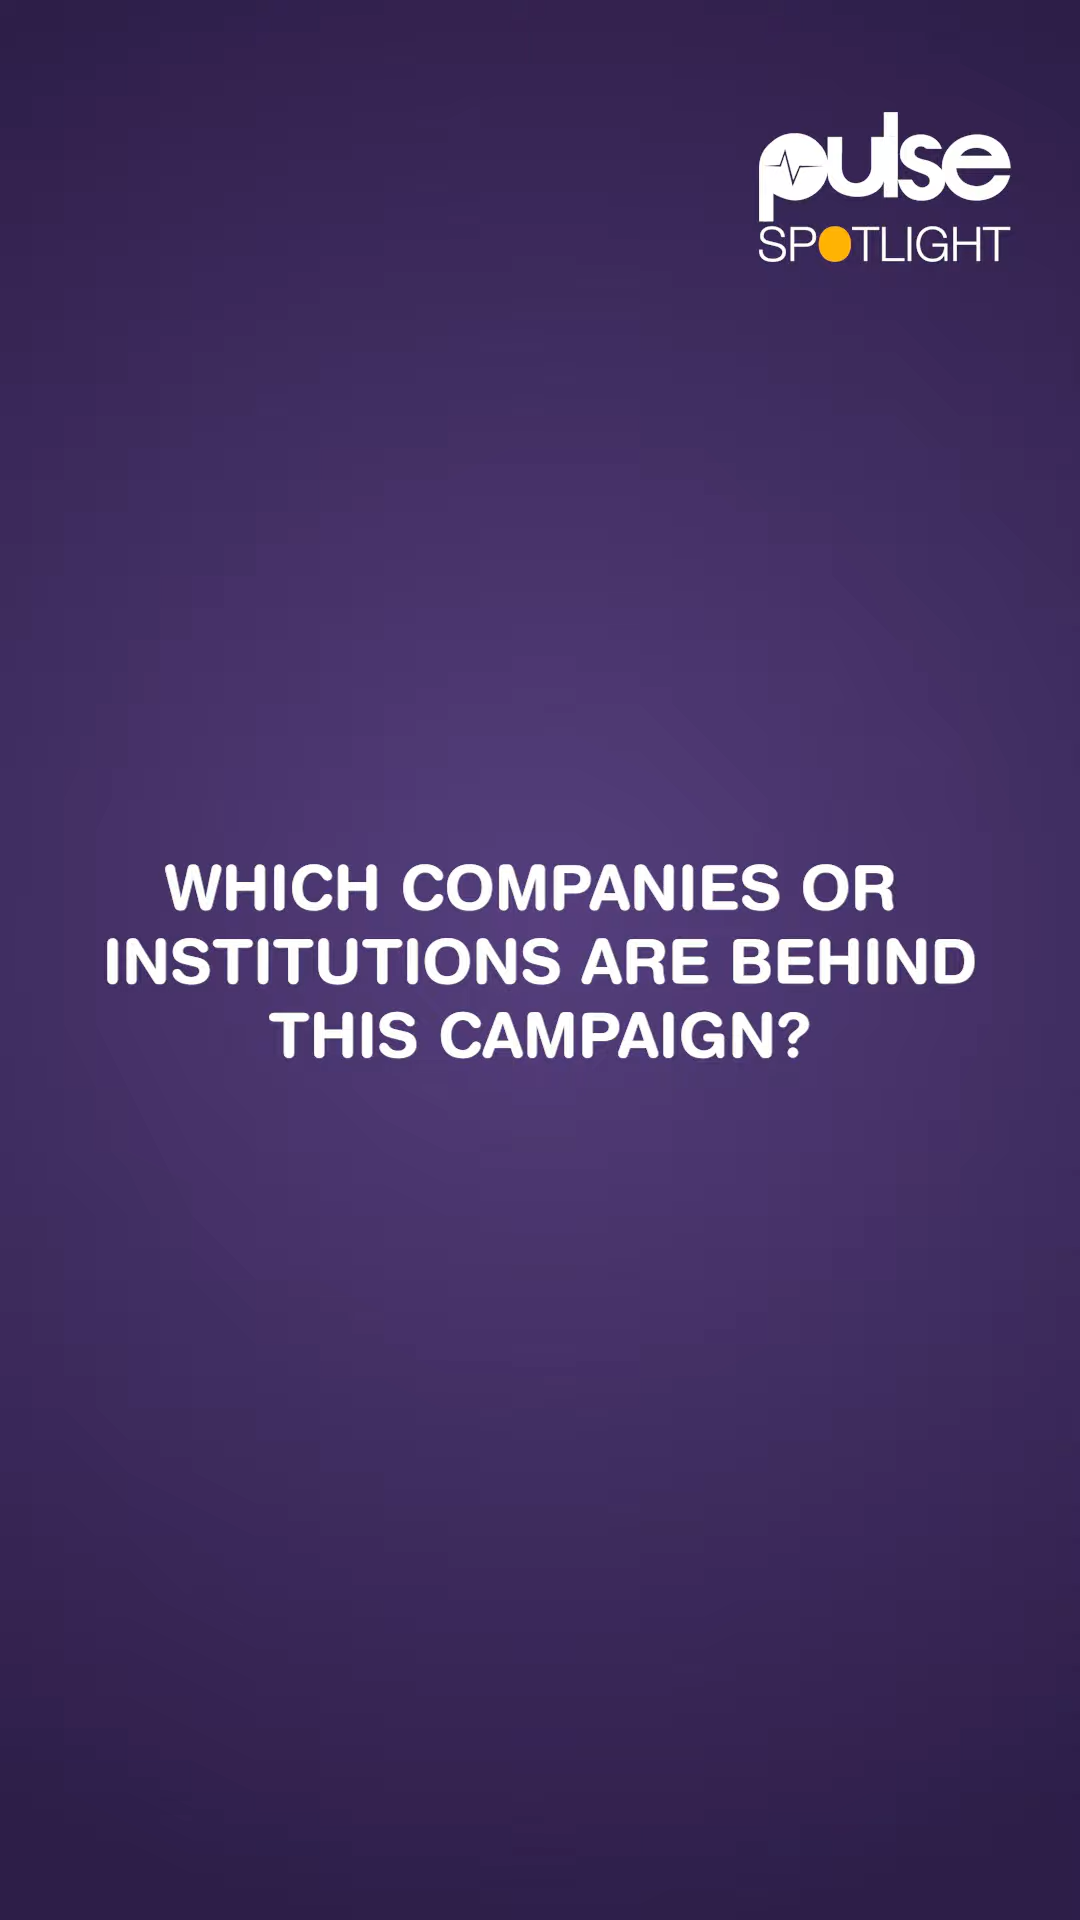 pulse
SPOTLIGHT
WHICH COMPANIES OR
INSTITUTIONS ARE BEHIND
THIS CAMPAIGN?